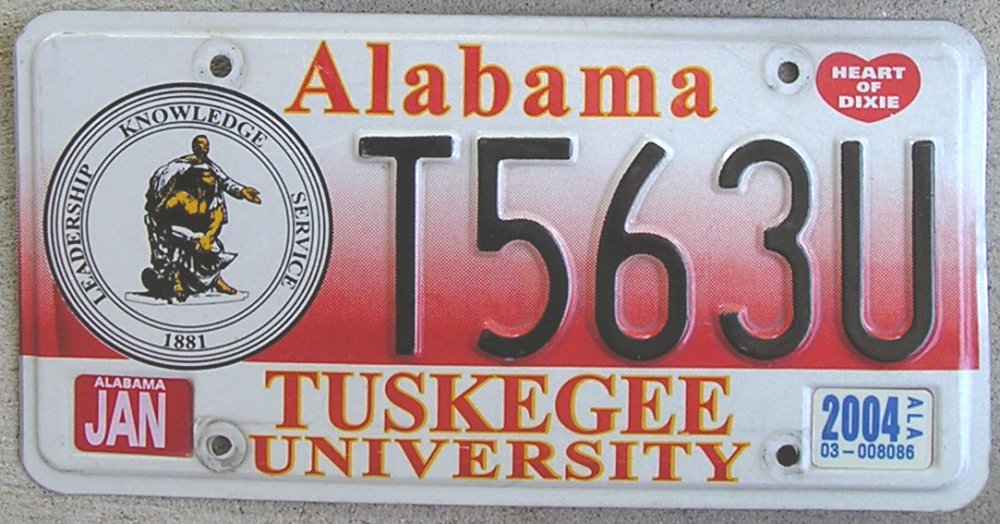 Alabama
HEART
OF
DIXIE
LEADERSHIP KNOWLEDGE SERVICE
1881
T563U
ALABAMA
JAN
TUSKEGEE
UNIVERSITY
2004
ALA
03-008086